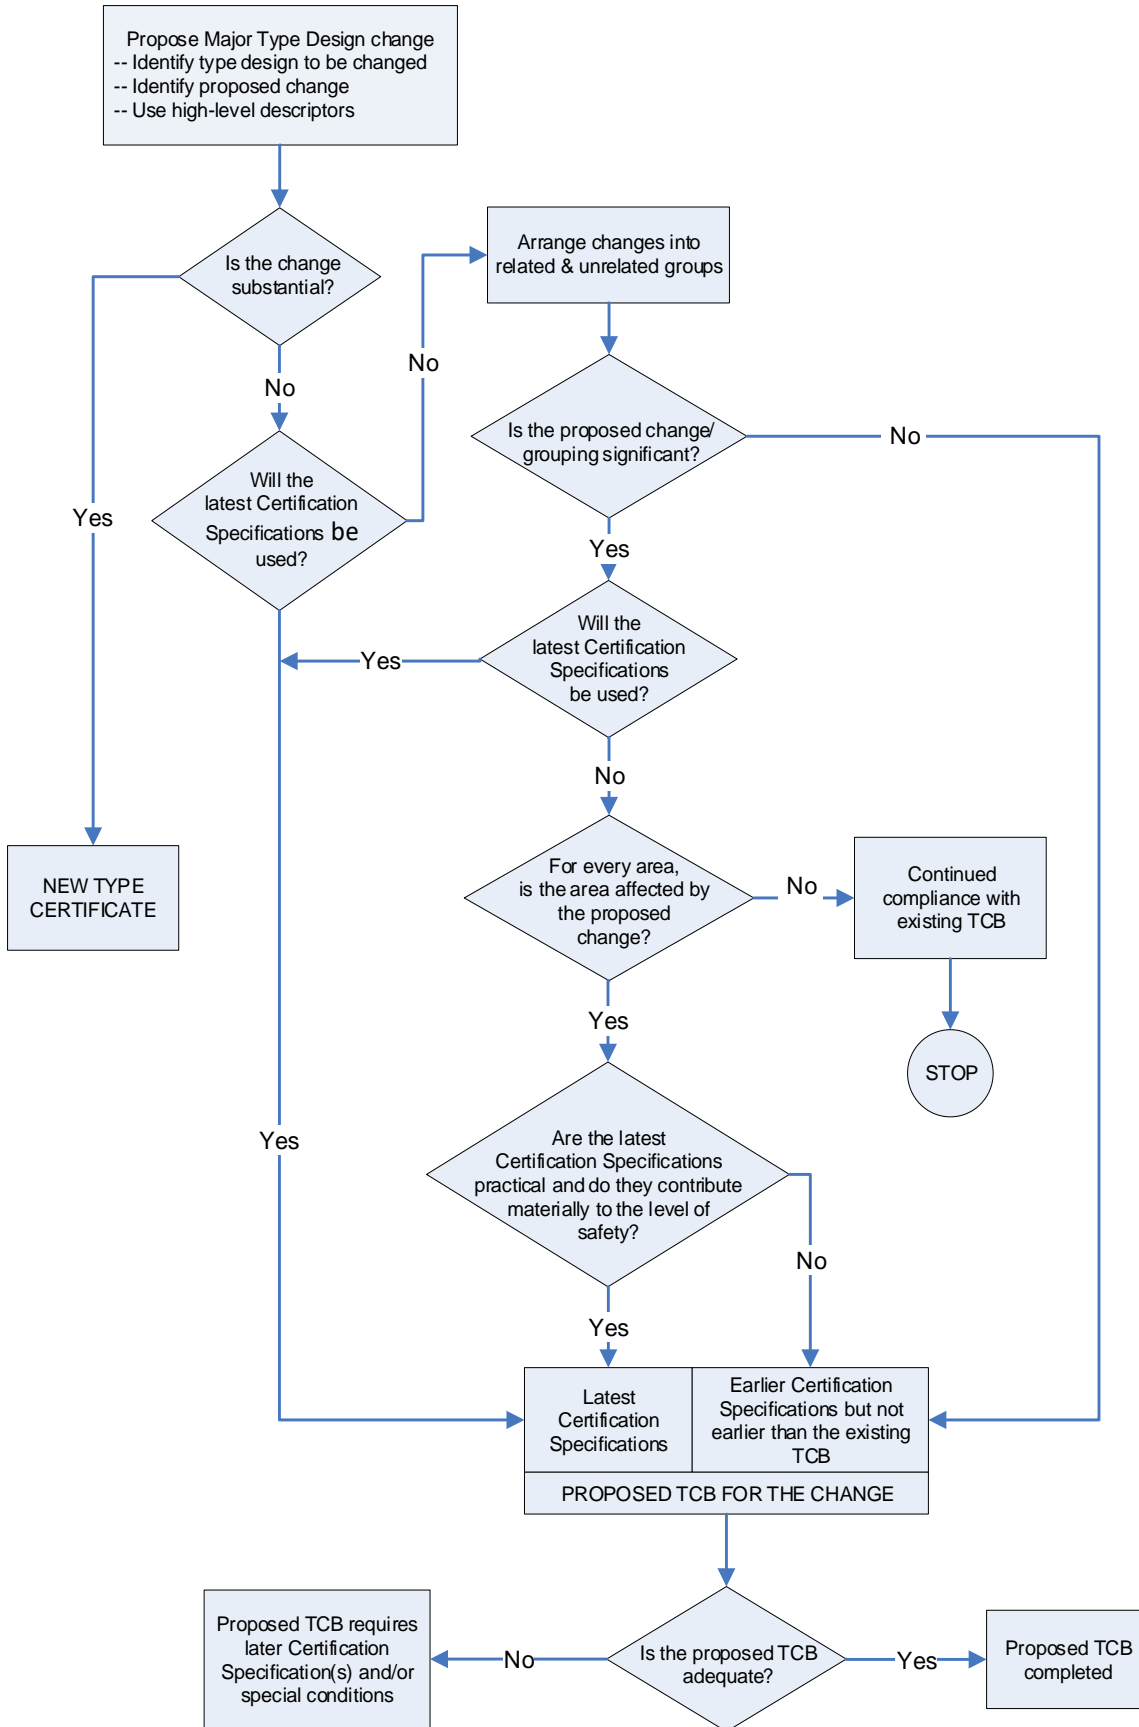 Propose Major Type Design change
-- Identify type design to be changed
-- Identify proposed change
-- Use high-level descriptors
Is the change
substantial?
Arrange changes into
related & unrelated groups
No
No
Is the proposed change/
grouping significant?
No
Will the
latest Certification
Specifications be
used?
Yes
Yes
Will the
latest Certification
Specifications
be used?
Yes
No
NEW TYPE
CERTIFICATE
For every area,
is the area affected by
the proposed
change?
No
Continued
compliance with
existing TCB
Yes
STOP
Yes
Are the latest
Certification Specifications
practical and do they contribute
materially to the level of
safety?
No
Yes
Latest
Certification
Specifications
Earlier Certification
Specifications but not
earlier than the existing
TCB
PROPOSED TCB FOR THE CHANGE
Proposed TCB requires
later Certification
Specification(s) and/or
special conditions
No
Is the proposed TCB
adequate?
Yes
Proposed TCB
completed